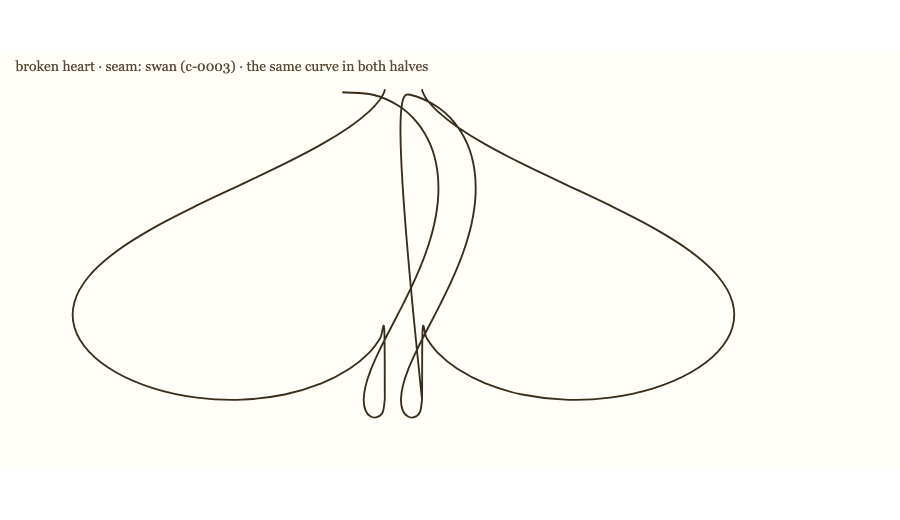 broken heart · seam: swan (c-0003) · the same curve in both halves